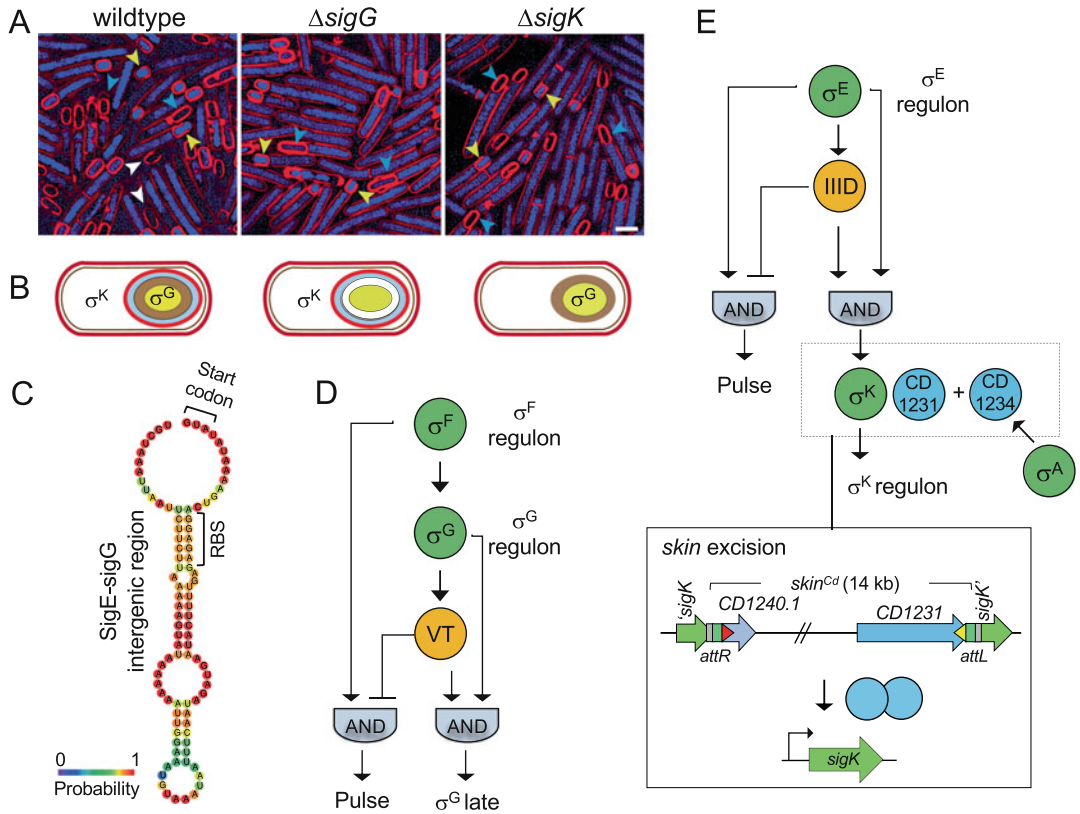 A
wildtype
ΔsigG
ΔsigK
B
σK
σG
σK
σG
C
Start
codon
RBS
SigE-sigG
intergenic region
0
1
Probability
D
σF
σF
regulon
σG
σG
regulon
VT
AND
AND
Pulse
σG late
E
σE
σE
regulon
IIID
AND
AND
Pulse
σK
CD
1231
+
CD
1234
σA
σK regulon
skin excision
'sigK
skinCd (14 kb)
sigK'
CD1240.1
CD1231
attR
attL
sigK